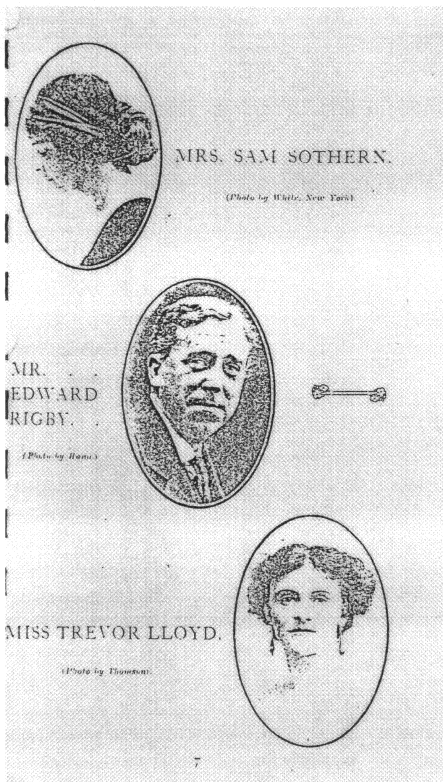 MRS. SAM SOTHERN.
(Photo by White, New York)
MR. . .
EDWARD
RIGBY. .
(Photo by
MISS TREVOR LLOYD.
(Photo by Thomson).
7